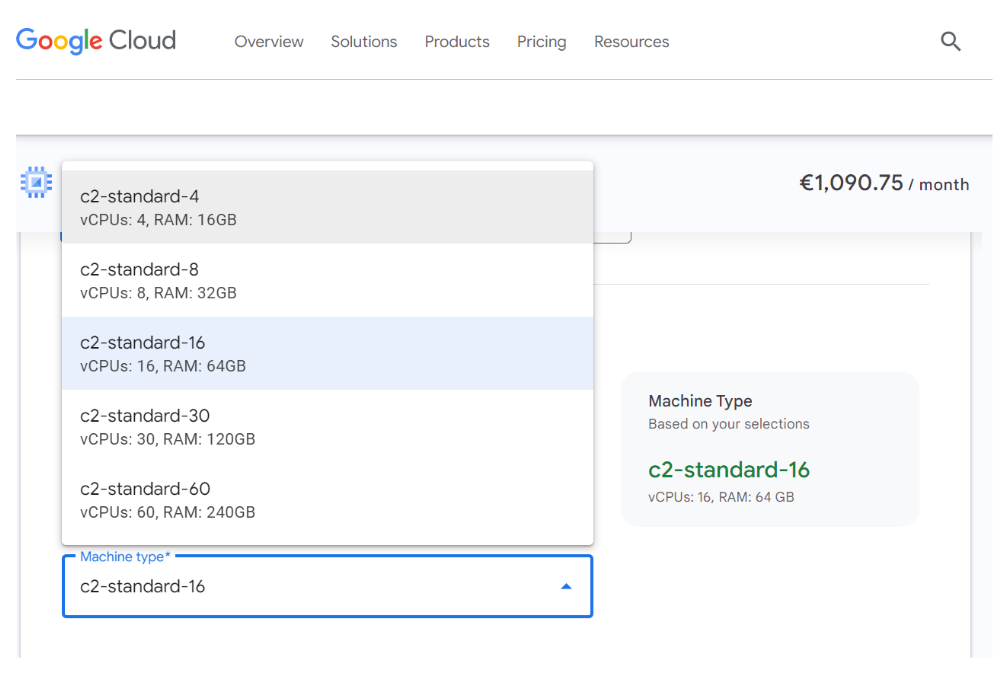 Google Cloud Overview Solutions Products Pricing Resources
€1,090.75 / month
c2-standard-4
vCPUs: 4, RAM: 16GB
c2-standard-8
vCPUs: 8, RAM: 32GB
c2-standard-16
vCPUs: 16, RAM: 64GB
c2-standard-30
vCPUs: 30, RAM: 120GB
c2-standard-60
vCPUs: 60, RAM: 240GB
Machine type*
c2-standard-16
Machine Type
Based on your selections
c2-standard-16
vCPUs: 16, RAM: 64 GB